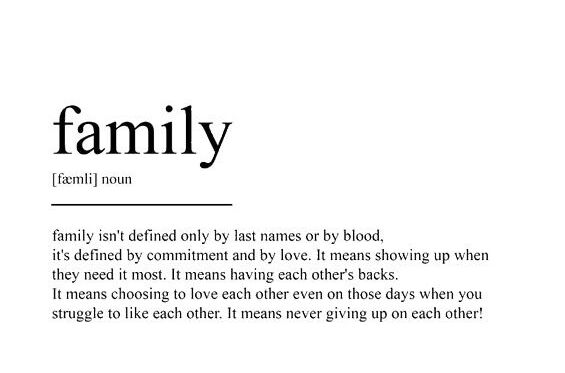 family
[fæmli] noun
family isn't defined only by last names or by blood,
it's defined by commitment and by love. It means showing up when
they need it most. It means having each other's backs.
It means choosing to love each other even on those days when you
struggle to like each other. It means never giving up on each other!